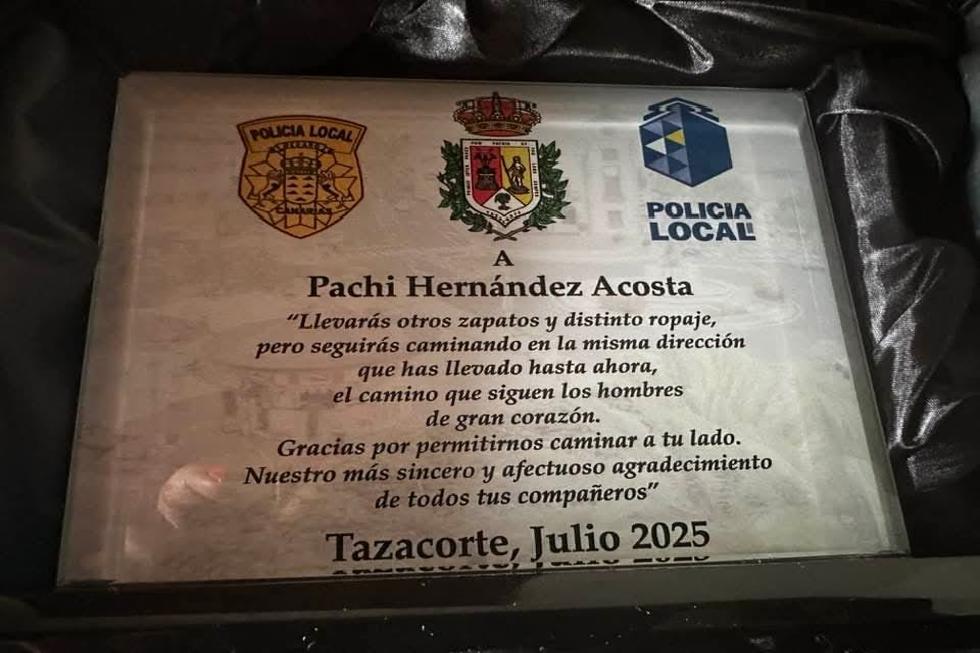 POLICIA LOCAL
CANARIAS
POLICIA
LOCAL
A
Pachi Hernández Acosta
“Llevarás otros zapatos y distinto ropaje,
pero seguirás caminando en la misma dirección
que has llevado hasta ahora,
el camino que siguen los hombres
de gran corazón.
Gracias por permitirnos caminar a tu lado.
Nuestro más sincero y afectuoso agradecimiento
de todos tus compañeros”
Tazacorte, Julio 2025